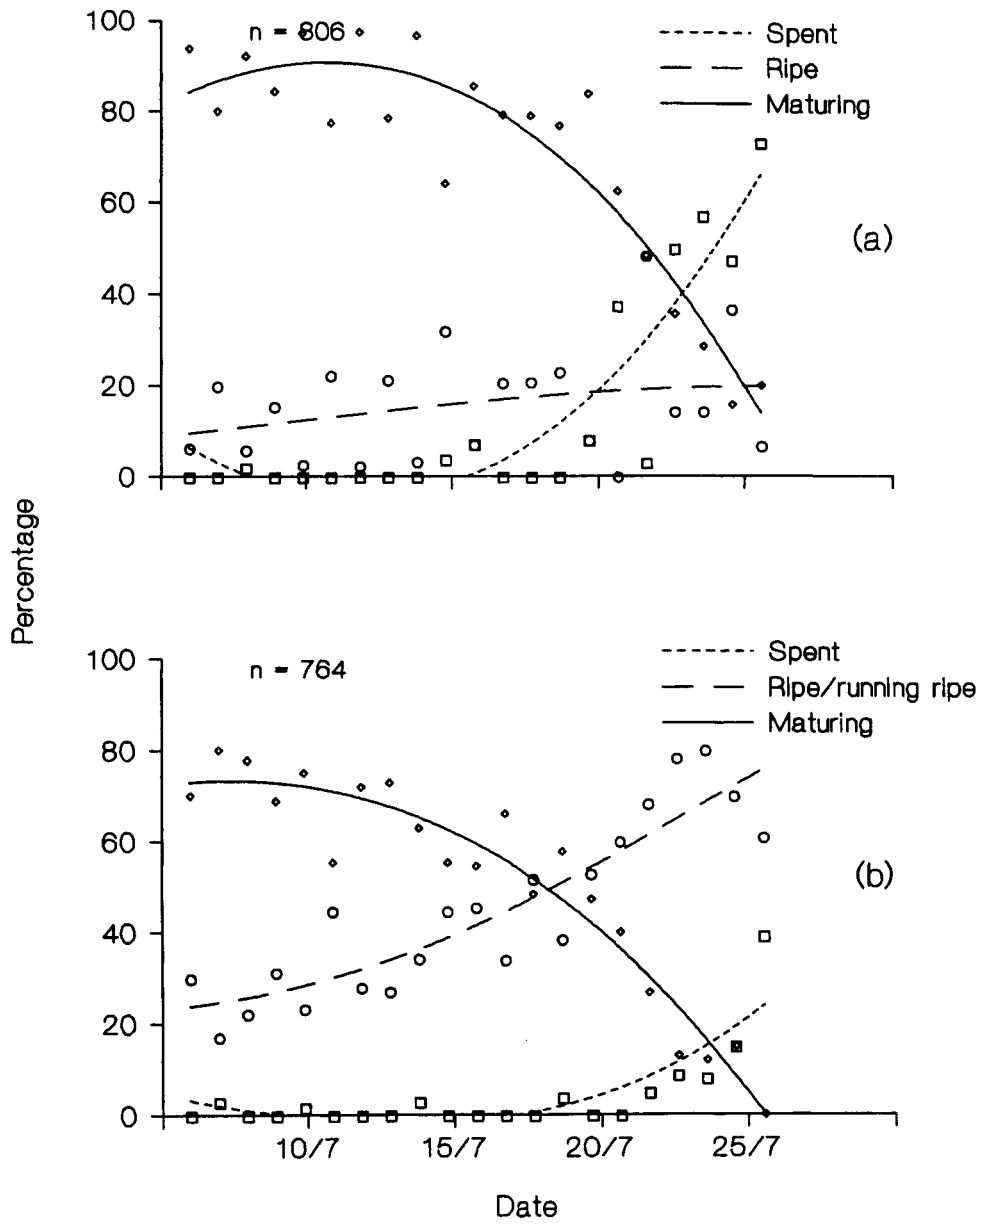 100
n = 806
Spent
Ripe
Maturing
80
60
(a)
40
20
0
Percentage
100
n = 764
Spent
Ripe/running ripe
Maturing
80
60
(b)
40
20
0
10/7 15/7 20/7 25/7
Date